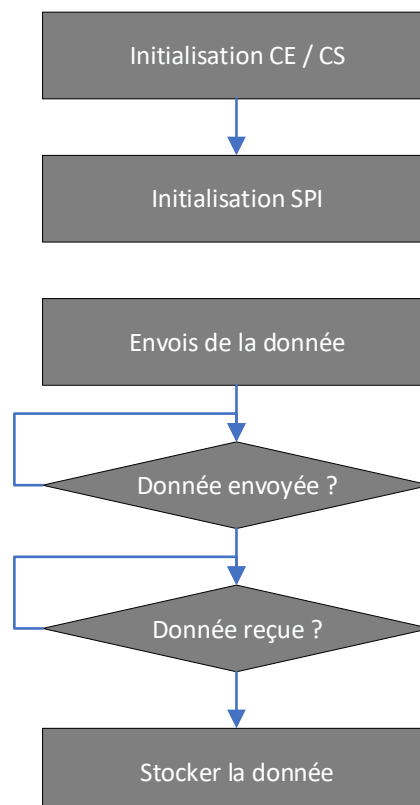 Initialisation CE / CS
Initialisation SPI
Envois de la donnée
Donnée envoyée ?
Donnée reçue ?
Stocker la donnée